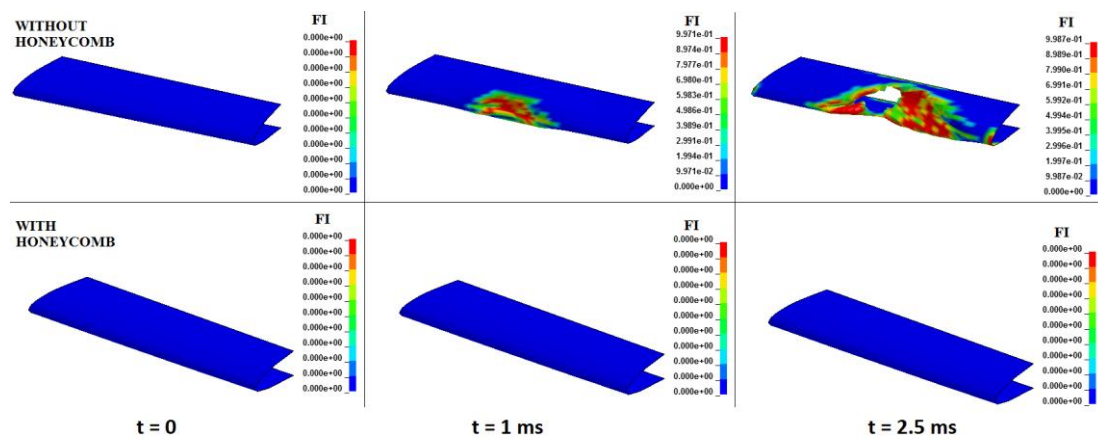 WITHOUT
HONEYCOMB
FI
0.000e+00
0.000e+00
0.000e+00
0.000e+00
0.000e+00
0.000e+00
0.000e+00
0.000e+00
0.000e+00
0.000e+00
0.000e+00
FI
9.971e-01
8.974e-01
7.977e-01
6.980e-01
5.983e-01
4.986e-01
3.989e-01
2.991e-01
1.994e-01
9.971e-02
0.000e+00
FI
9.987e-01
8.989e-01
7.990e-01
6.991e-01
5.992e-01
4.994e-01
3.995e-01
2.996e-01
1.997e-01
9.987e-02
0.000e+00
WITH
HONEYCOMB
FI
0.000e+00
0.000e+00
0.000e+00
0.000e+00
0.000e+00
0.000e+00
0.000e+00
0.000e+00
0.000e+00
0.000e+00
0.000e+00
FI
0.000e+00
0.000e+00
0.000e+00
0.000e+00
0.000e+00
0.000e+00
0.000e+00
0.000e+00
0.000e+00
0.000e+00
0.000e+00
FI
0.000e+00
0.000e+00
0.000e+00
0.000e+00
0.000e+00
0.000e+00
0.000e+00
0.000e+00
0.000e+00
0.000e+00
0.000e+00
t = 0
t = 1 ms
t = 2.5 ms